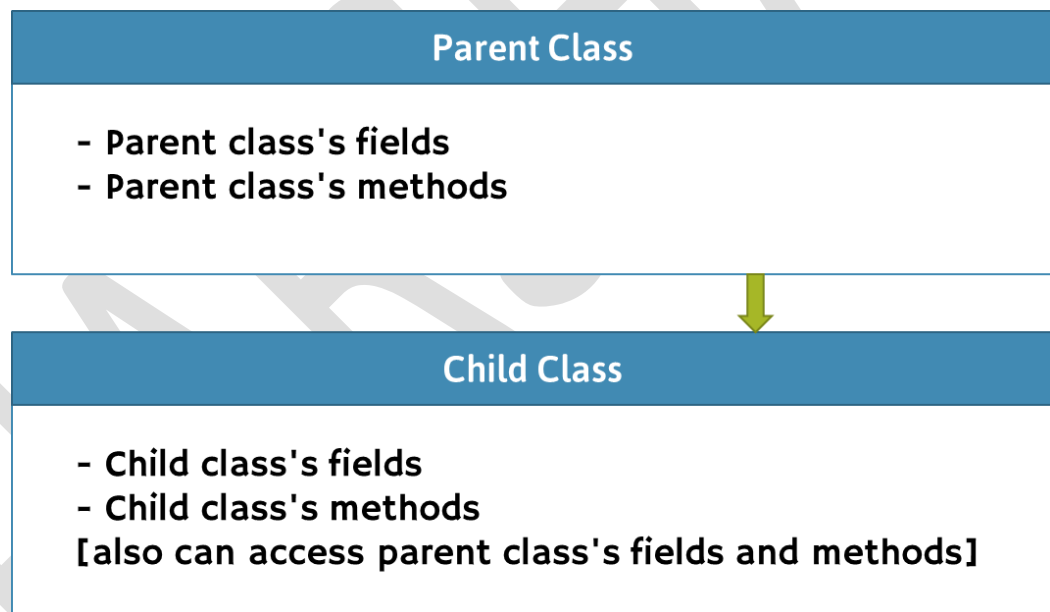 Parent Class
- Parent class's fields
- Parent class's methods
Child Class
- Child class's fields
- Child class's methods
[also can access parent class's fields and methods]